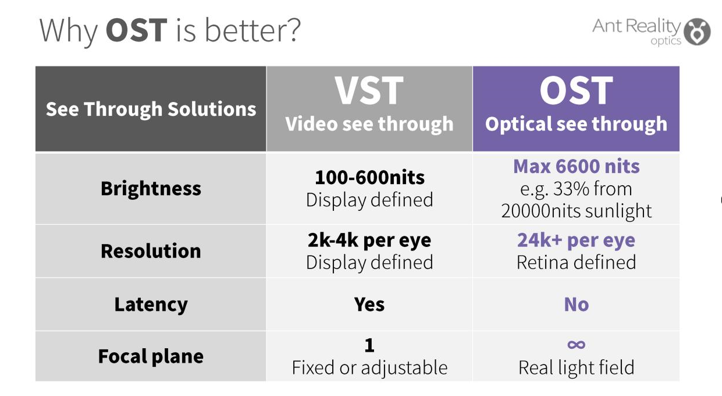 Why OST is better?
Ant Reality
optics
See Through Solutions
VST
Video see through
OST
Optical see through
Brightness
100-600nits
Display defined
Max 6600 nits
e.g. 33% from
20000nits sunlight
Resolution
2k-4k per eye
Display defined
24k+ per eye
Retina defined
Latency
Yes
No
Focal plane
1
Fixed or adjustable
∞
Real light field